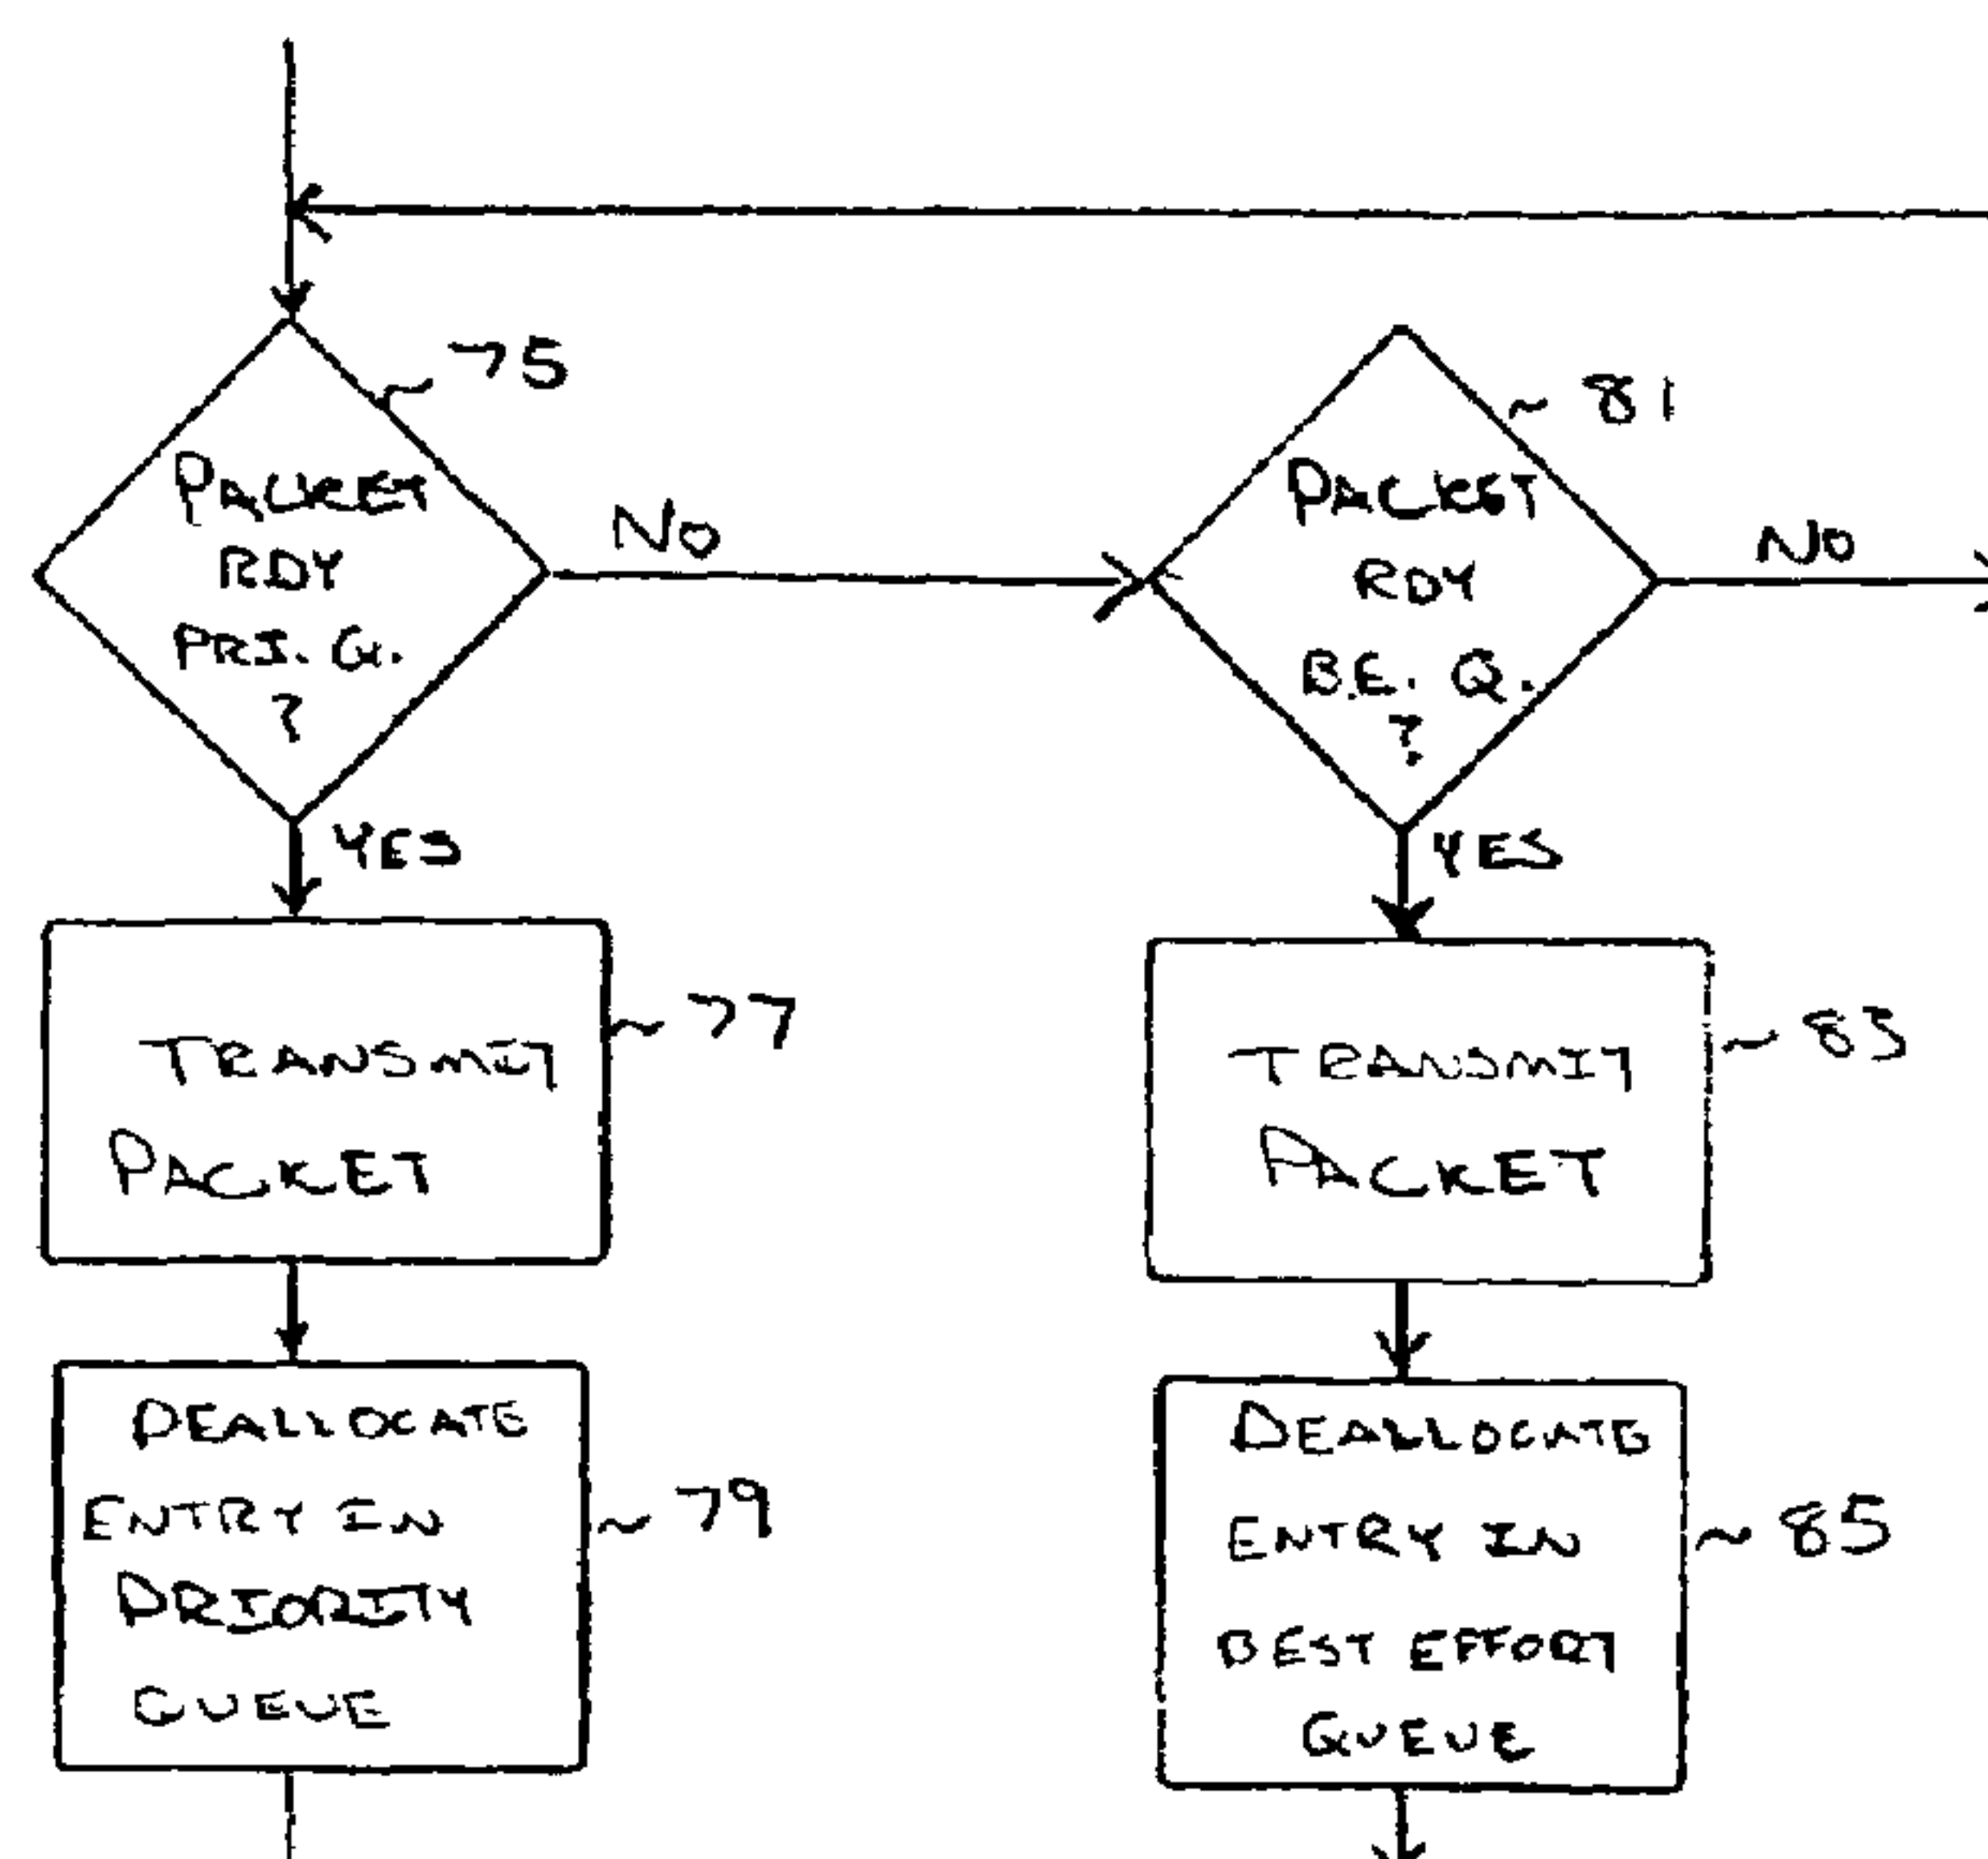 75
PACKET
RDY
PRI. Q.
?
NO
YES
81
PACKET
RDY
B.E. Q.
?
NO
YES
TRANSMIT
PACKET
77
TRANSMIT
PACKET
83
DEALLOCATE
ENTRY IN
PRIORITY
QUEUE
79
DEALLOCATE
ENTRY IN
BEST EFFORT
QUEUE
85